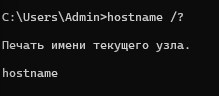 C:\Users\Admin>hostname /?
Печать имени текущего узла.
hostname